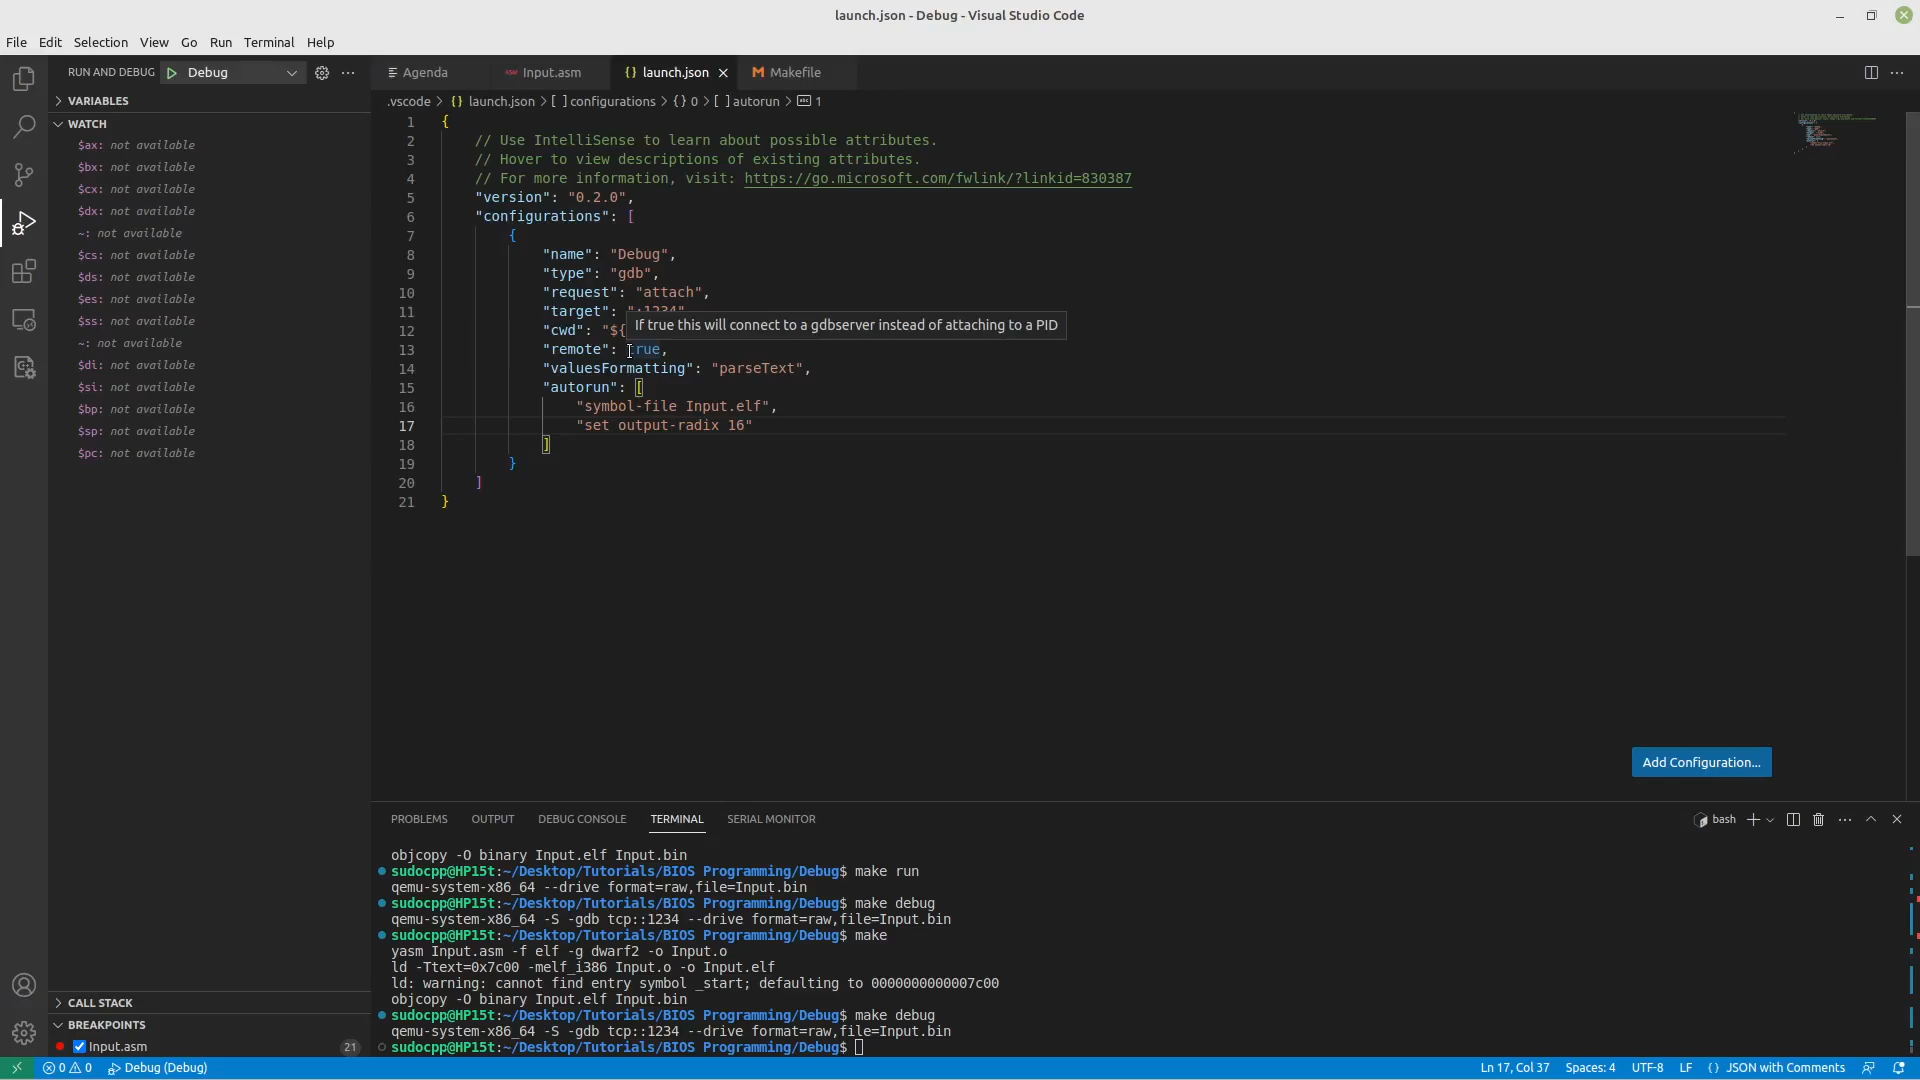 launch.json - Debug - Visual Studio Code
File Edit Selection View Go Run Terminal Help
RUN AND DEBUG Debug
VARIABLES
WATCH
$ax: not available
$bx: not available
$cx: not available
$dx: not available
~: not available
$cs: not available
$ds: not available
$es: not available
$ss: not available
~: not available
$di: not available
$si: not available
$bp: not available
$sp: not available
$pc: not available
CALL STACK
BREAKPOINTS
Input.asm 21
Agenda Input.asm {} launch.json Makefile
.vscode > {} launch.json > [ ] configurations > {} 0 > [ ] autorun > 1
1 {
2 // Use IntelliSense to learn about possible attributes.
3 // Hover to view descriptions of existing attributes.
4 // For more information, visit: https://go.microsoft.com/fwlink/?linkid=830387
5 "version": "0.2.0",
6 "configurations": [
7 {
8 "name": "Debug",
9 "type": "gdb",
10 "request": "attach",
11 "target": ":1234"
12 "cwd": "${
If true this will connect to a gdbserver instead of attaching to a PID
13 "remote": true,
14 "valuesFormatting": "parseText",
15 "autorun": [
16 "symbol-file Input.elf",
17 "set output-radix 16"
18 ]
19 }
20 ]
21 }
Add Configuration...
PROBLEMS OUTPUT DEBUG CONSOLE TERMINAL SERIAL MONITOR
bash
objcopy -O binary Input.elf Input.bin
sudocpp@HP15t:~/Desktop/Tutorials/BIOS Programming/Debug$ make run
qemu-system-x86_64 --drive format=raw,file=Input.bin
sudocpp@HP15t:~/Desktop/Tutorials/BIOS Programming/Debug$ make debug
qemu-system-x86_64 -S -gdb tcp::1234 --drive format=raw,file=Input.bin
sudocpp@HP15t:~/Desktop/Tutorials/BIOS Programming/Debug$ make
yasm Input.asm -f elf -g dwarf2 -o Input.o
ld -Ttext=0x7c00 -melf_i386 Input.o -o Input.elf
ld: warning: cannot find entry symbol _start; defaulting to 0000000000007c00
objcopy -O binary Input.elf Input.bin
sudocpp@HP15t:~/Desktop/Tutorials/BIOS Programming/Debug$ make debug
qemu-system-x86_64 -S -gdb tcp::1234 --drive format=raw,file=Input.bin
sudocpp@HP15t:~/Desktop/Tutorials/BIOS Programming/Debug$
0 0 Debug (Debug) Ln 17, Col 37 Spaces: 4 UTF-8 LF {} JSON with Comments